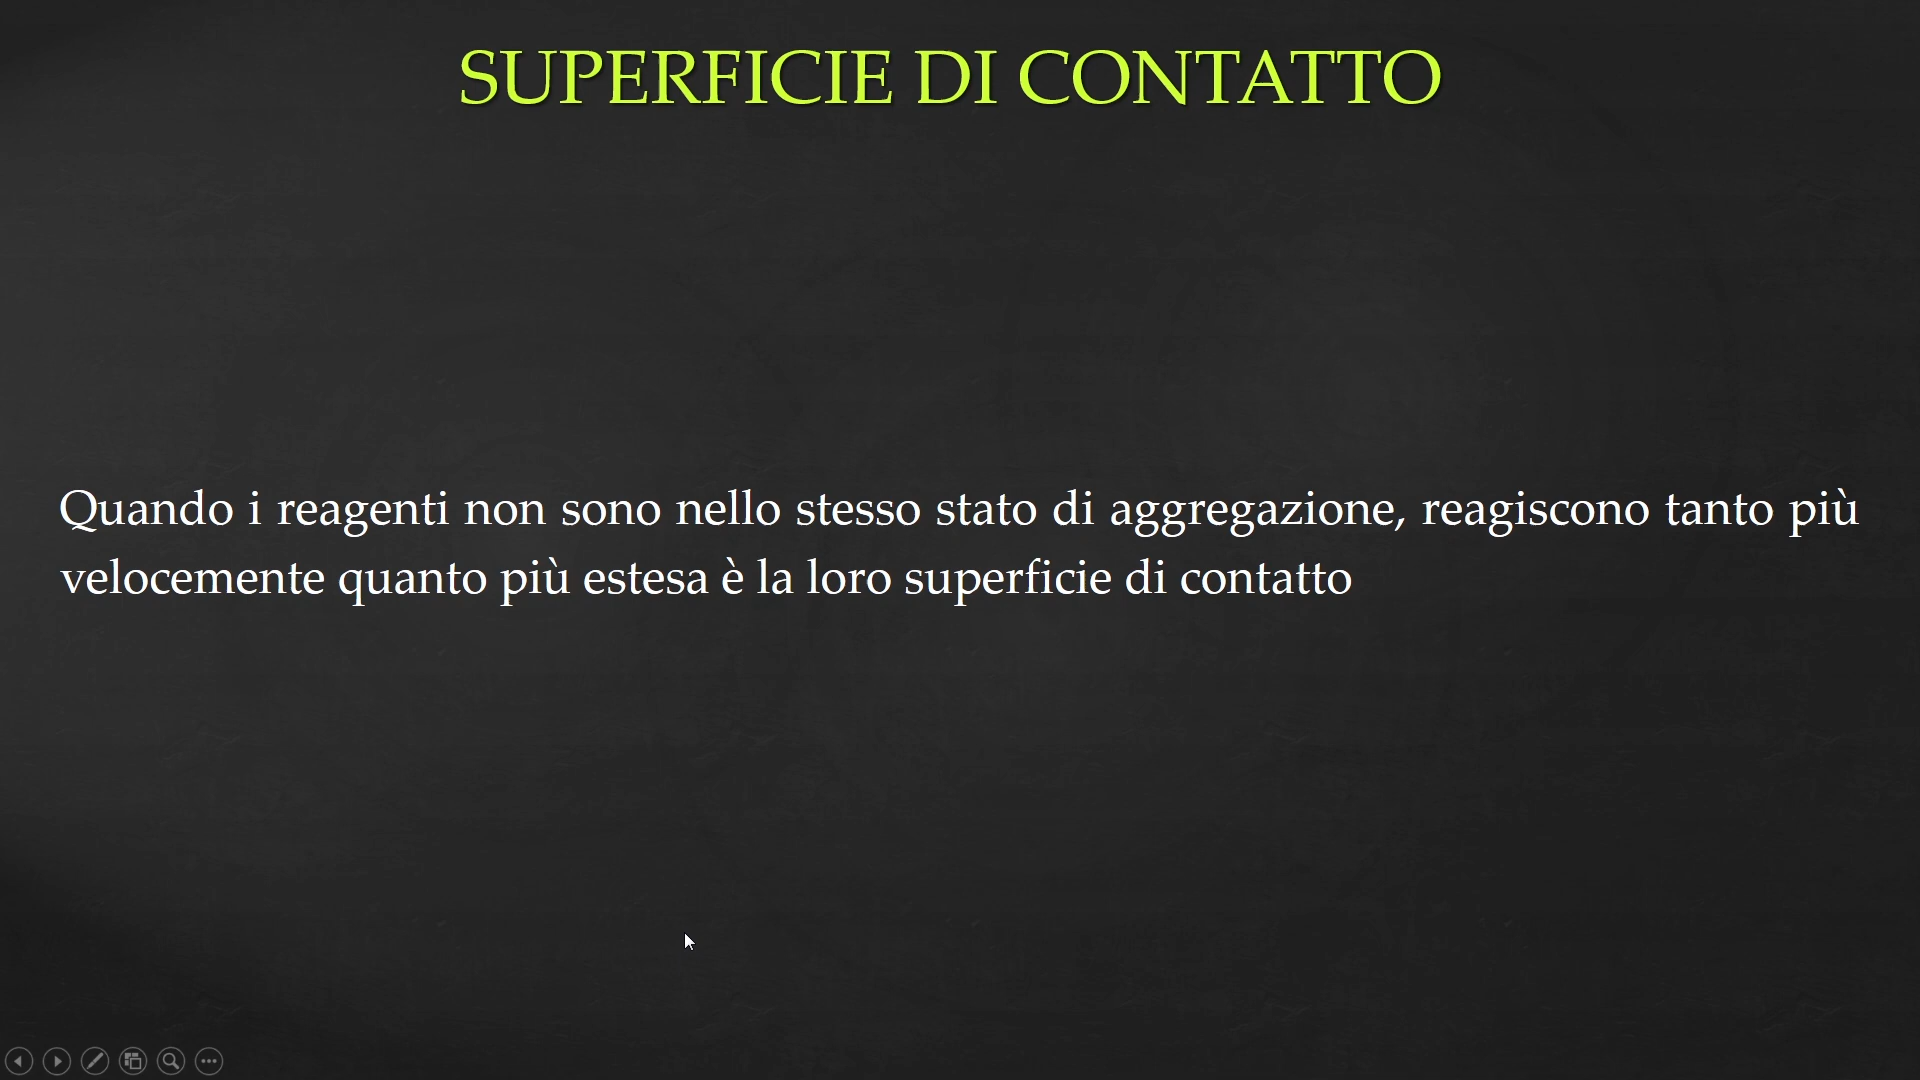 SUPERFICIE DI CONTATTO
Quando i reagenti non sono nello stesso stato di aggregazione, reagiscono tanto più
velocemente quanto più estesa è la loro superficie di contatto